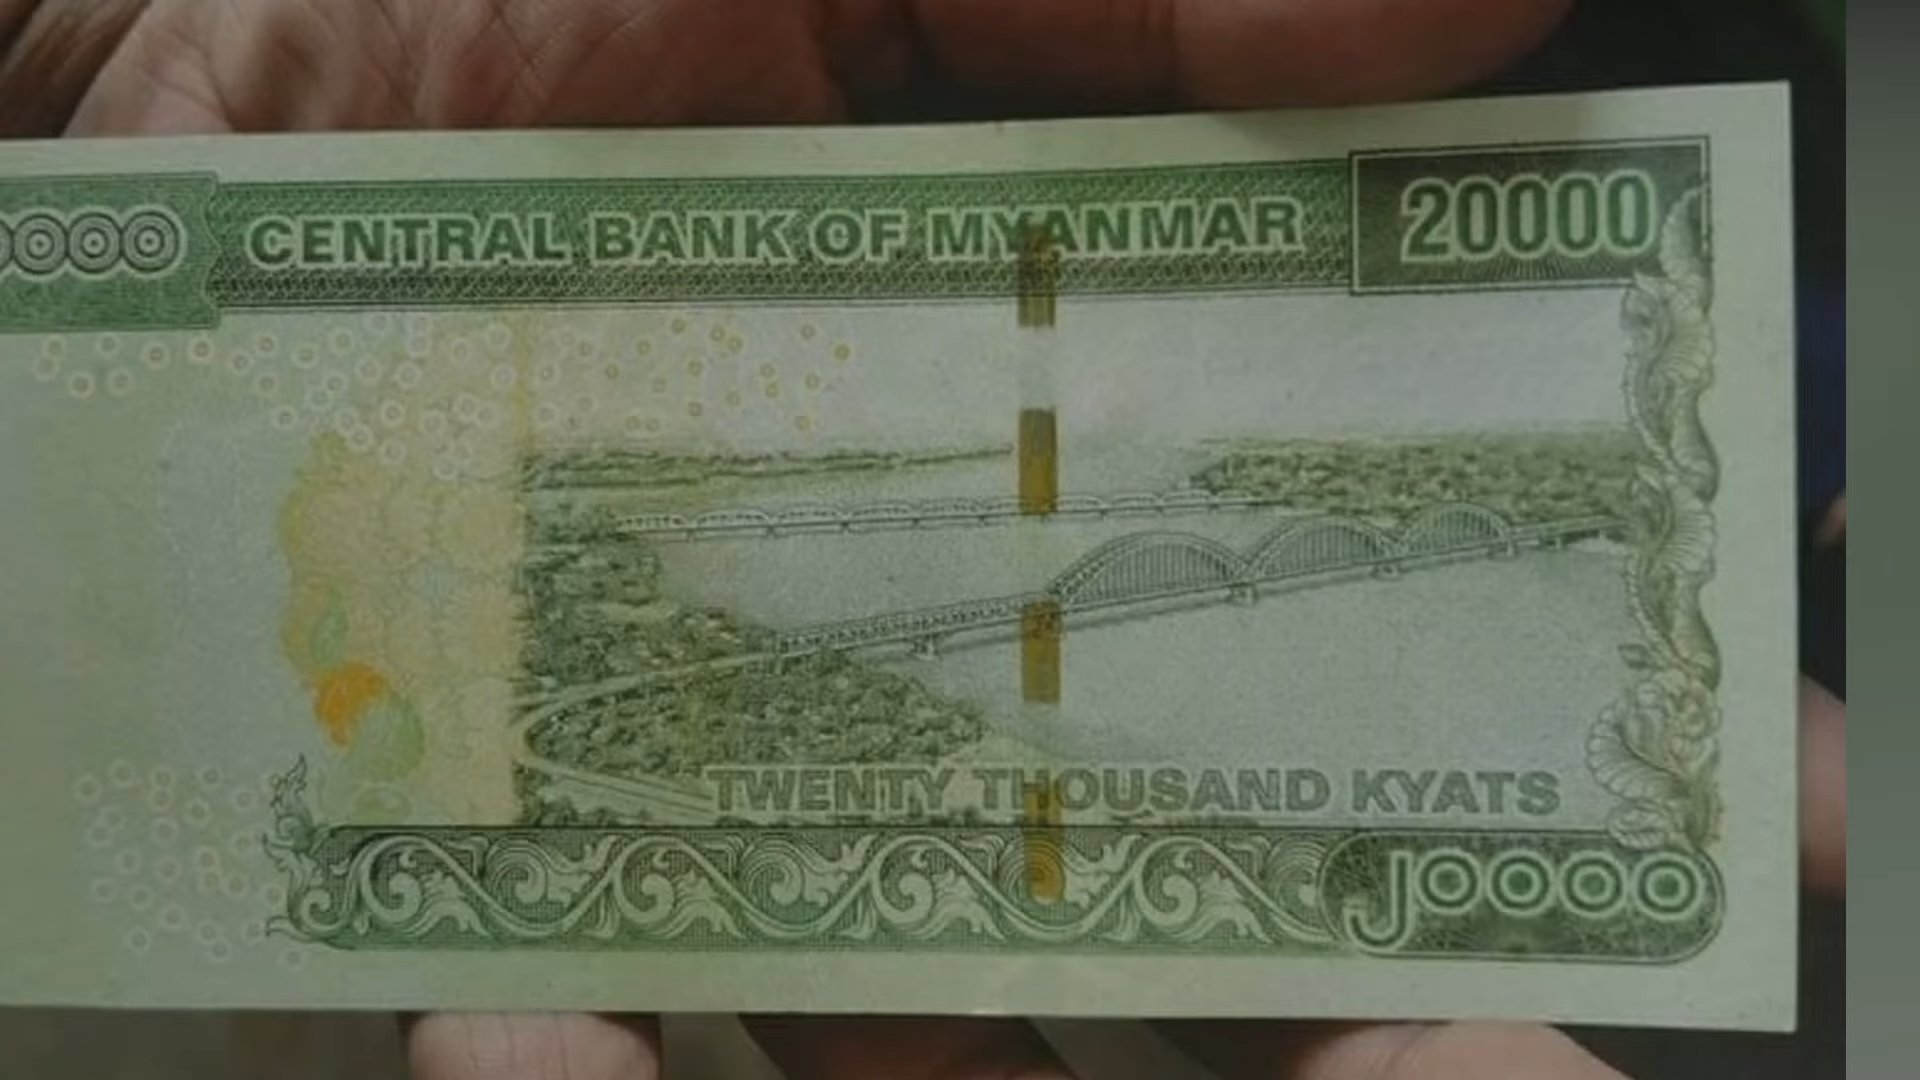 ၀၀၀၀ CENTRAL BANK OF MYANMAR 20000
TWENTY THOUSAND KYATS
၂၀၀၀၀